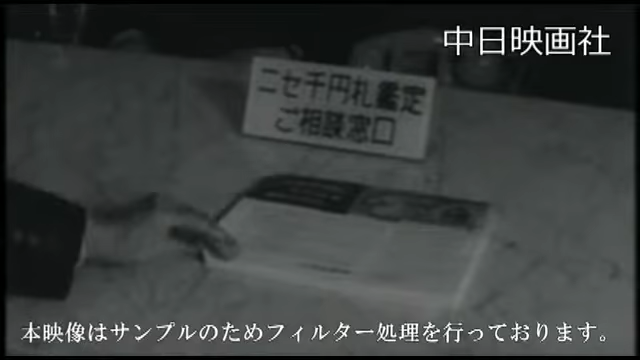 中日映画社
ニセ千円札鑑定
ご相談窓口
本映像はサンプルのためフィルター処理を行っております。